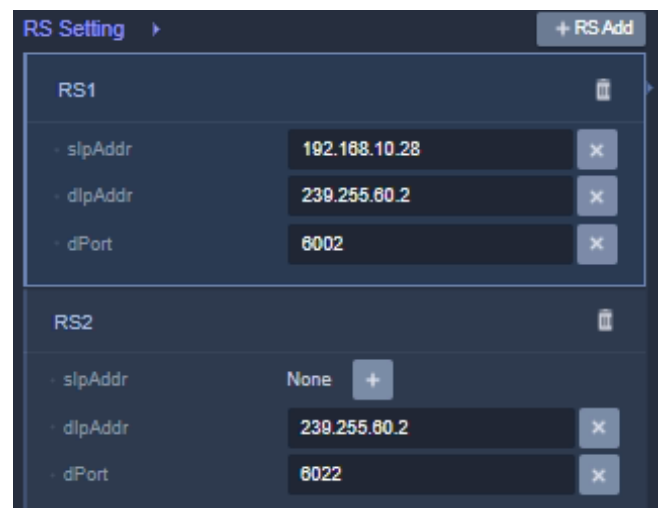 RS Setting
+ RS Add
RS1
sIpAddr 192.168.10.28
dIpAddr 239.255.60.2
dPort 6002
RS2
sIpAddr None +
dIpAddr 239.255.60.2
dPort 6022